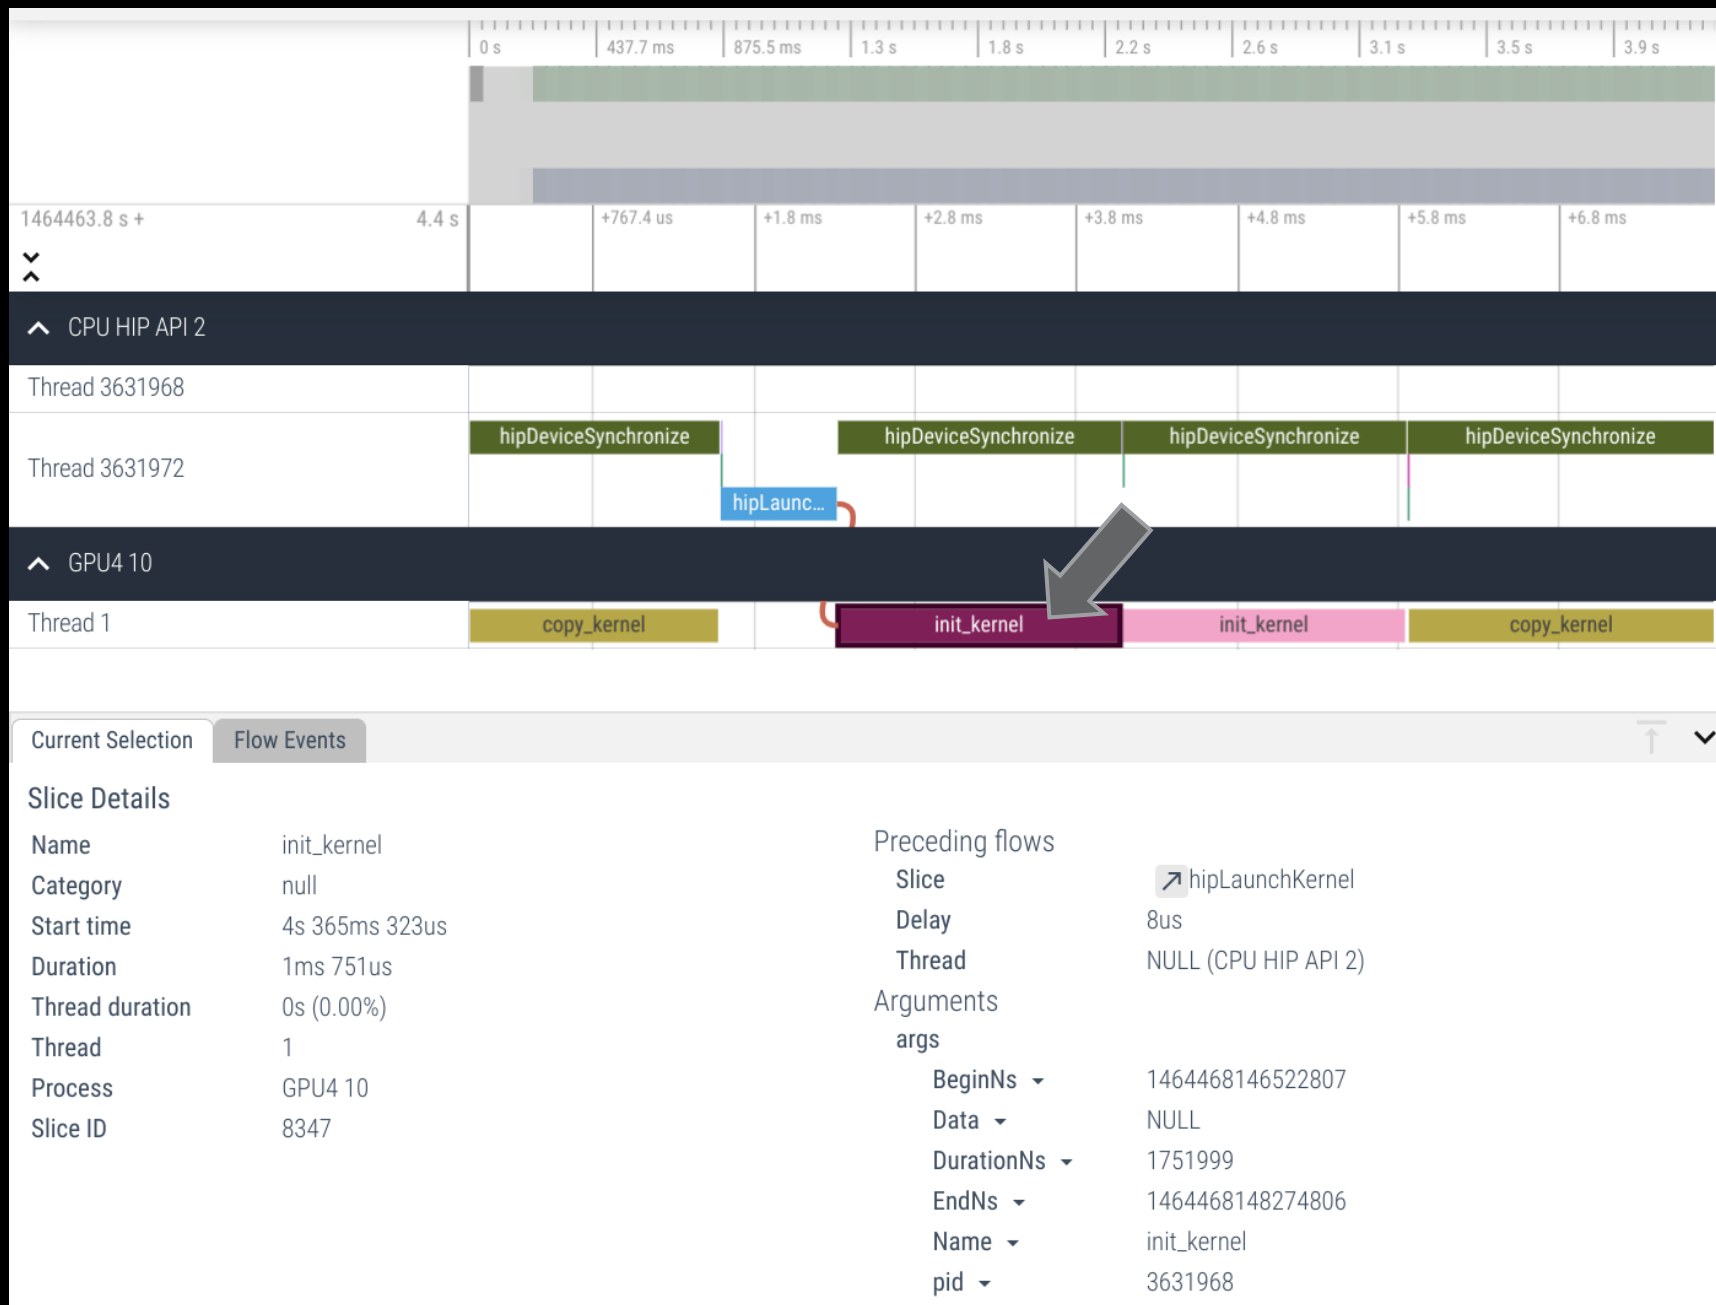 0 s 437.7 ms 875.5 ms 1.3 s 1.8 s 2.2 s 2.6 s 3.1 s 3.5 s 3.9 s
1464463.8 s + 4.4 s +767.4 us +1.8 ms +2.8 ms +3.8 ms +4.8 ms +5.8 ms +6.8 ms
CPU HIP API 2
Thread 3631968
hipDeviceSynchronize hipDeviceSynchronize hipDeviceSynchronize hipDeviceSynchronize
Thread 3631972
hipLaunc...
GPU4 10
Thread 1 copy_kernel init_kernel init_kernel copy_kernel
Current Selection Flow Events
Slice Details
Name init_kernel
Category null
Start time 4s 365ms 323us
Duration 1ms 751us
Thread duration 0s (0.00%)
Thread 1
Process GPU4 10
Slice ID 8347
Preceding flows
Slice hipLaunchKernel
Delay 8us
Thread NULL (CPU HIP API 2)
Arguments
args
BeginNs 1464468146522807
Data NULL
DurationNs 1751999
EndNs 1464468148274806
Name init_kernel
pid 3631968